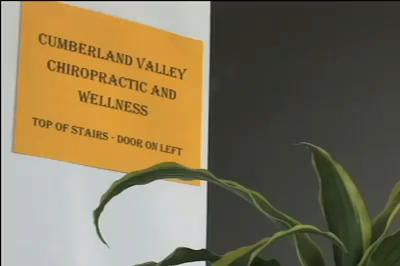 CUMBERLAND VALLEY
CHIROPRACTIC AND
WELLNESS
TOP OF STAIRS - DOOR ON LEFT